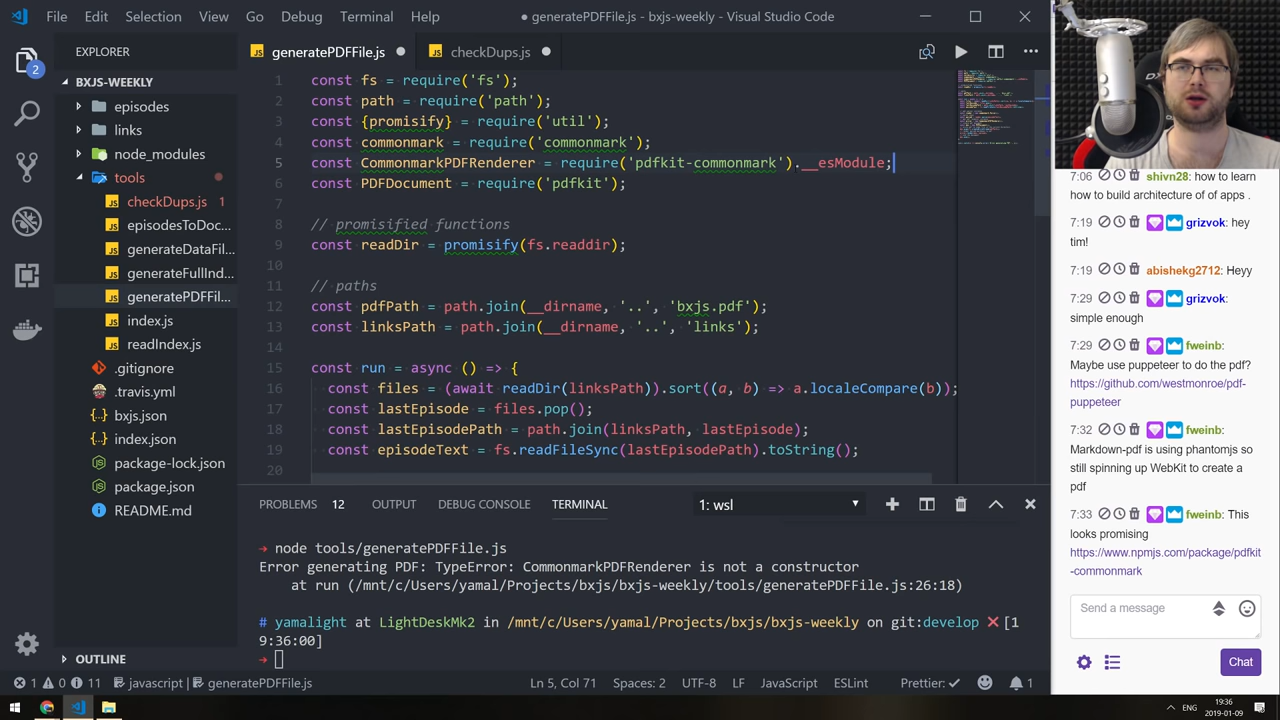 File Edit Selection View Go Debug Terminal Help
● generatePDFFile.js - bxjs-weekly - Visual Studio Code
EXPLORER
BXJS-WEEKLY
episodes
links
node_modules
tools
checkDups.js 1
episodesToDoc...
generateDataFil...
generateFullInd...
generatePDFFil...
index.js
readIndex.js
.gitignore
.travis.yml
bxjs.json
index.json
package-lock.json
package.json
README.md
OUTLINE
2
JS generatePDFFile.js ●
JS checkDups.js ●
1 const fs = require('fs');
2 const path = require('path');
3 const {promisify} = require('util');
4 const commonmark = require('commonmark');
5 const CommonmarkPDFRenderer = require('pdfkit-commonmark').__esModule;
6 const PDFDocument = require('pdfkit');
7
8 // promisified functions
9 const readDir = promisify(fs.readdir);
10
11 // paths
12 const pdfPath = path.join(__dirname, '..', 'bxjs.pdf');
13 const linksPath = path.join(__dirname, '..', 'links');
14
15 const run = async () => {
16 const files = (await readDir(linksPath)).sort((a, b) => a.localeCompare(b));
17 const lastEpisode = files.pop();
18 const lastEpisodePath = path.join(linksPath, lastEpisode);
19 const episodeText = fs.readFileSync(lastEpisodePath).toString();
20
PROBLEMS 12 OUTPUT DEBUG CONSOLE TERMINAL 1: wsl
→ node tools/generatePDFFile.js
Error generating PDF: TypeError: CommonmarkPDFRenderer is not a constructor
at run (/mnt/c/Users/yamal/Projects/bxjs/bxjs-weekly/tools/generatePDFFile.js:26:18)
# yamalight at LightDeskMk2 in /mnt/c/Users/yamal/Projects/bxjs/bxjs-weekly on git:develop ❌ [1
9:36:00]
→
1 0 11 javascript | generatePDFFile.js Ln 5, Col 71 Spaces: 2 UTF-8 LF JavaScript ESLint Prettier: ✓ 1
7:06 shivn28: how to learn
how to build architecture of of apps .
7:19 grizvok: hey
tim!
7:19 abishekg2712: Heyy
7:29 grizvok:
simple enough
7:29 fweinb:
Maybe use puppeteer to do the pdf?
https://github.com/westmonroe/pdf-
puppeteer
7:32 fweinb:
Markdown-pdf is using phantomjs so
still spinning up WebKit to create a
pdf
7:33 fweinb: This
looks promising
https://www.npmjs.com/package/pdfkit
-commonmark
Send a message
Chat
ENG
19:36
2019-01-09